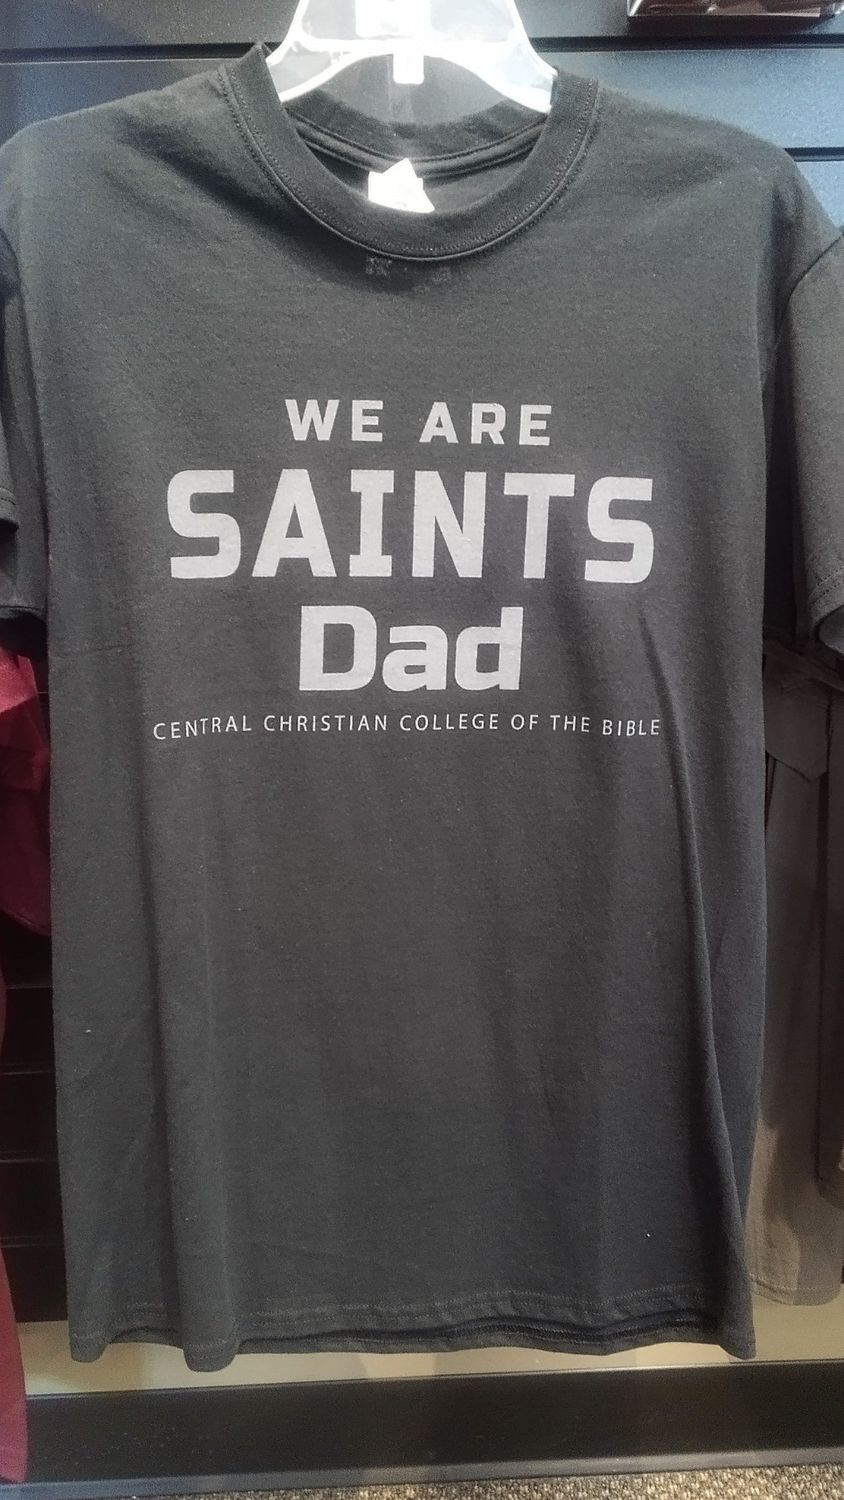 WE ARE
SAINTS
Dad
CENTRAL CHRISTIAN COLLEGE OF THE BIBLE